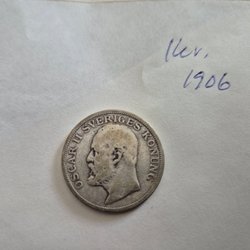 1kr.
1906
OSCAR II SVERIGES KONUNG